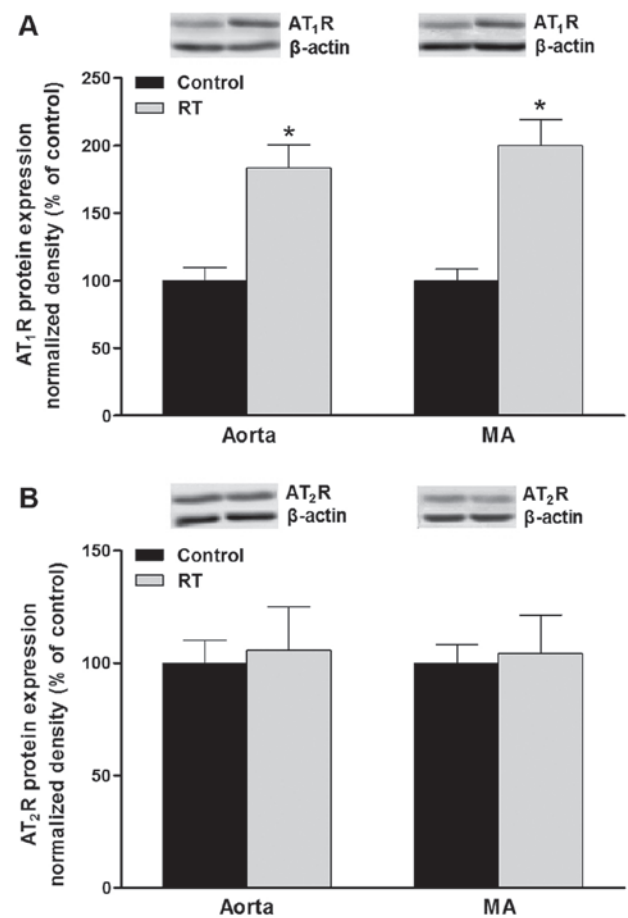 A
AT₁R
β-actin
AT₁R
β-actin
250
200
150
100
50
0
AT₁R protein expression
normalized density (% of control)
Control
RT
*
*
Aorta
MA
B
AT₂R
β-actin
AT₂R
β-actin
150
100
50
0
AT₂R protein expression
normalized density (% of control)
Control
RT
Aorta
MA